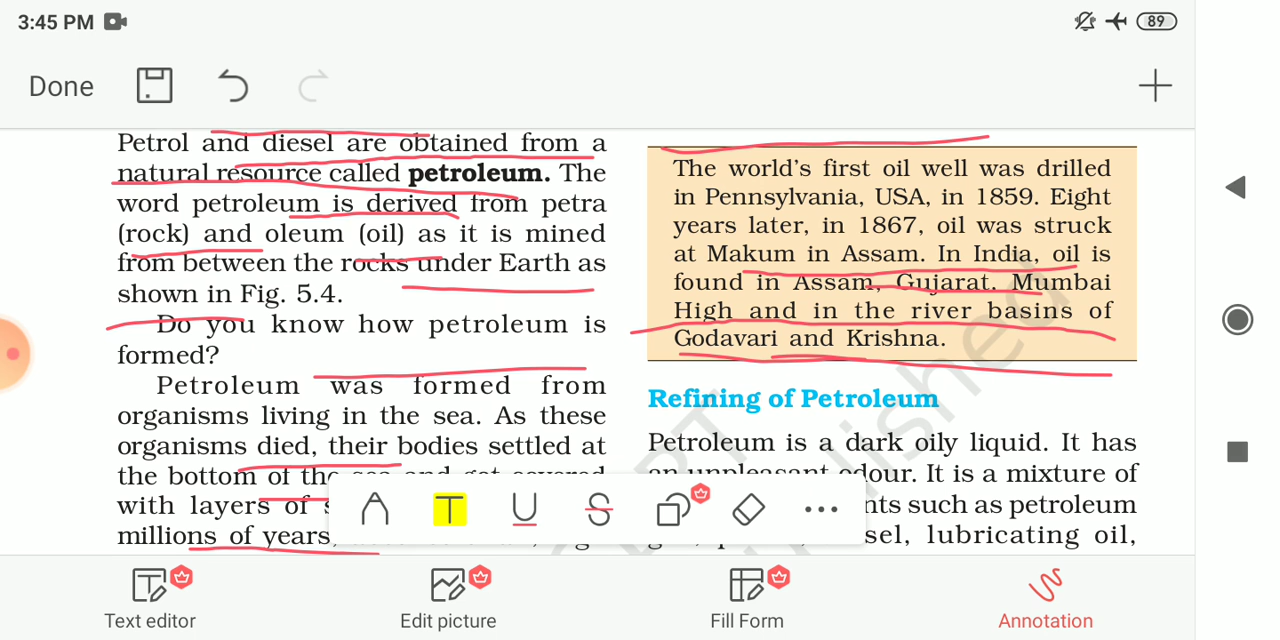 3:45 PM
89
Done
Petrol and diesel are obtained from a
natural resource called petroleum. The
word petroleum is derived from petra
(rock) and oleum (oil) as it is mined
from between the rocks under Earth as
shown in Fig. 5.4.
Do you know how petroleum is
formed?
Petroleum was formed from
organisms living in the sea. As these
organisms died, their bodies settled at
the bottom of the sea and got covered
with layers of
millions of years,
The world's first oil well was drilled
in Pennsylvania, USA, in 1859. Eight
years later, in 1867, oil was struck
at Makum in Assam. In India, oil is
found in Assam, Gujarat. Mumbai
High and in the river basins of
Godavari and Krishna.
Refining of Petroleum
Petroleum is a dark oily liquid. It has
an unpleasant odour. It is a mixture of
such as petroleum
lubricating oil,
Text editor
Edit picture
Fill Form
Annotation